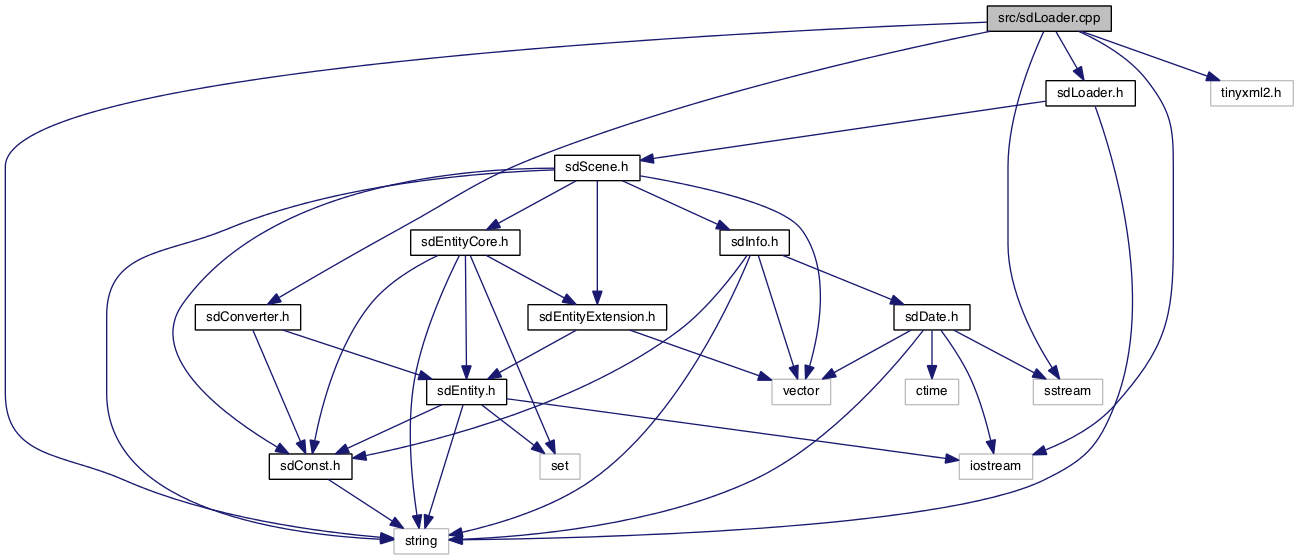 src/sdLoader.cpp
sdLoader.h
tinyxml2.h
sdScene.h
sdEntityCore.h
sdInfo.h
sdConverter.h
sdEntityExtension.h
sdDate.h
sdEntity.h
vector
ctime
sstream
sdConst.h
set
iostream
string